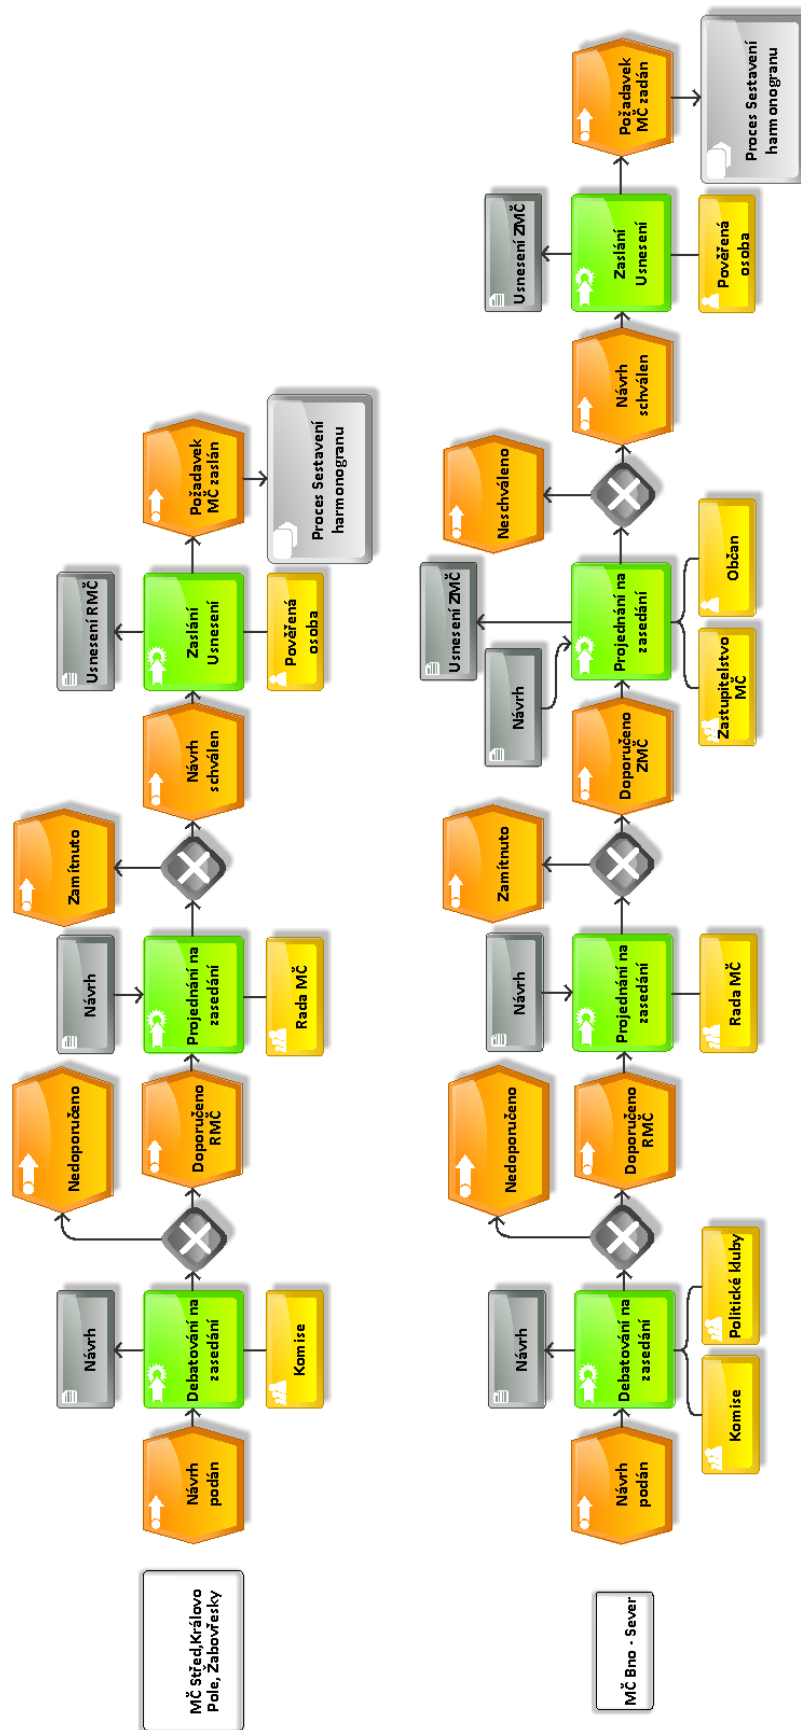 MČ Střed,Královo
Pole, Žabovřesky
Návrh
podán
Návrh
Debatování na
zasedání
Komise
Nedoporučeno
Doporučeno
RMČ
Návrh
Projednání na
zasedání
Rada MČ
Zamítnuto
Návrh
schválen
Usnesení RMČ
Zaslání
Usnesení
Pověřená
osoba
Požadavek
MČ zaslán
Proces Sestavení
harmonogranu
MČ Bno - Sever
Návrh
podán
Návrh
Debatování na
zasedání
Komise
Politické kluby
Nedoporučeno
Doporučeno
RMČ
Návrh
Projednání na
zasedání
Rada MČ
Zamítnuto
Doporučeno
ZMČ
Usnesení ZMČ
Návrh
Projednání na
zasedání
Zastupitelstvo
MČ
Občan
Neschváleno
Návrh
schválen
Usnesení ZMČ
Zaslání
Usnesení
Pověřená
osoba
Požadavek
MČ zadán
Proces Sestavení
harmonogranu